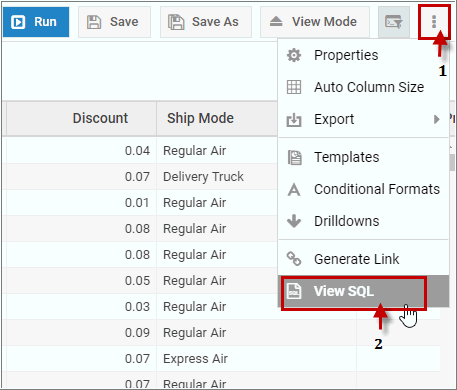 Run Save Save As View Mode
1
Properties
Auto Column Size
Discount Ship Mode
Export
0.04 Regular Air
Templates
0.07 Delivery Truck
Conditional Formats
0.01 Regular Air
Drilldowns
0.08 Regular Air
0.08 Regular Air
Generate Link
0.05 Regular Air
SQL View SQL
0.03 Regular Air
0.09 Regular Air
2
0.07 Express Air
0.07 Regular Air